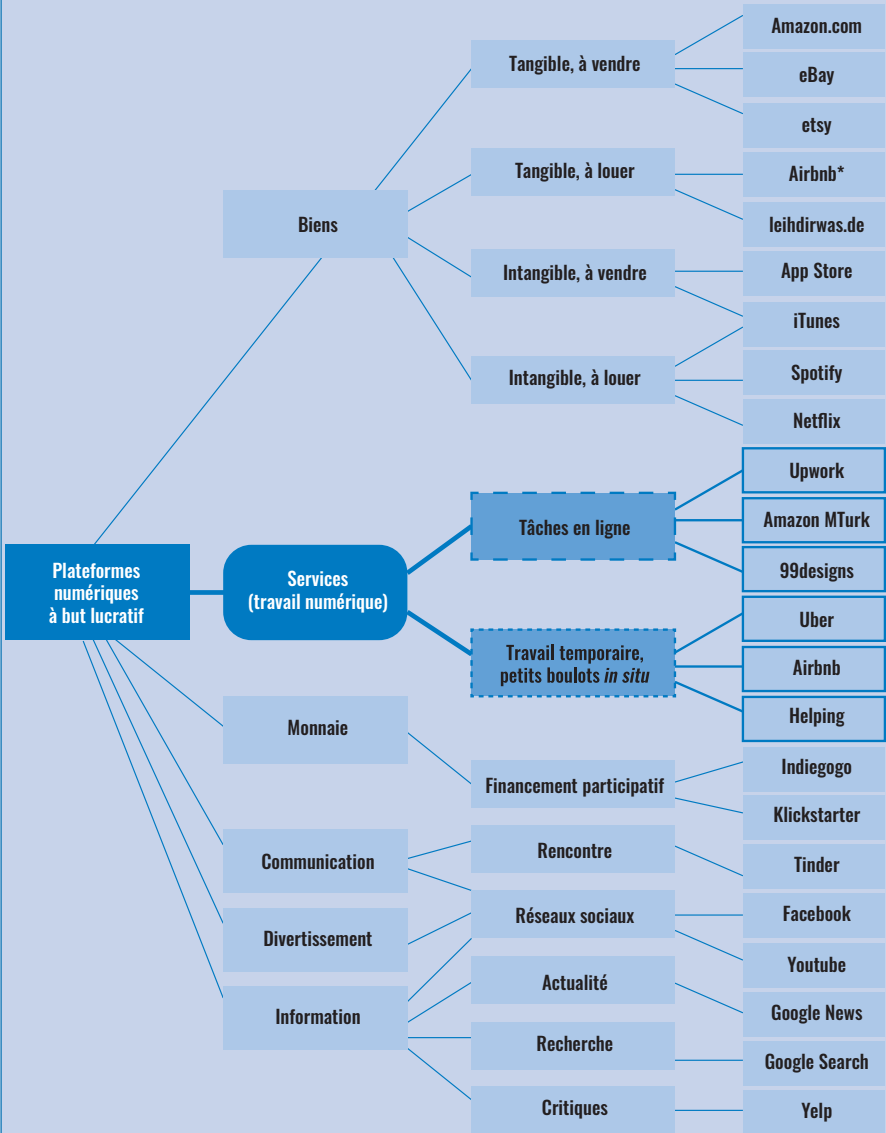 Plateformes
numériques
à but lucratif
Biens
Services
(travail numérique)
Monnaie
Communication
Divertissement
Information
Tangible, à vendre
Tangible, à louer
Intangible, à vendre
Intangible, à louer
Tâches en ligne
Travail temporaire,
petits boulots in situ
Financement participatif
Rencontre
Réseaux sociaux
Actualité
Recherche
Critiques
Amazon.com
eBay
etsy
Airbnb*
leihdirwas.de
App Store
iTunes
Spotify
Netflix
Upwork
Amazon MTurk
99designs
Uber
Airbnb
Helping
Indiegogo
Klickstarter
Tinder
Facebook
Youtube
Google News
Google Search
Yelp